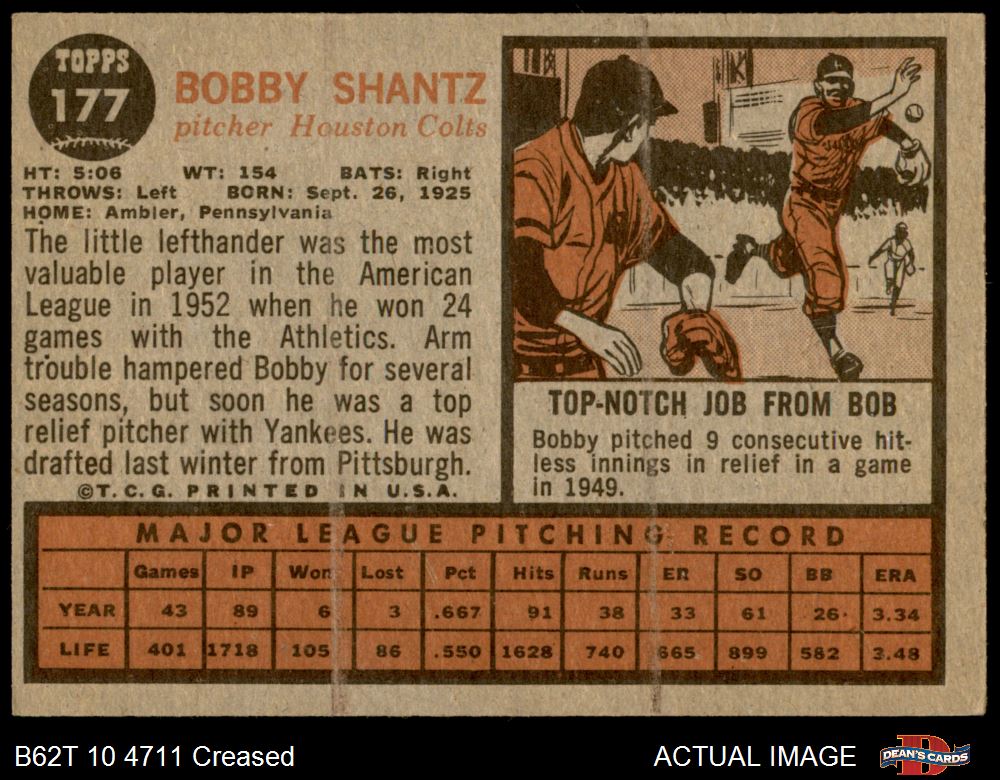 TOPPS
177
BOBBY SHANTZ
pitcher Houston Colts
HT: 5:06 WT: 154 BATS: Right
THROWS: Left BORN: Sept. 26, 1925
HOME: Ambler, Pennsylvania
The little lefthander was the most
valuable player in the American
League in 1952 when he won 24
games with the Athletics. Arm
trouble hampered Bobby for several
seasons, but soon he was a top
relief pitcher with Yankees. He was
drafted last winter from Pittsburgh.
©T.C.G. PRINTED IN U.S.A.
TOP-NOTCH JOB FROM BOB
Bobby pitched 9 consecutive hit-
less innings in relief in a game
in 1949.
MAJOR LEAGUE PITCHING RECORD
Games IP Won Lost Pct Hits Runs ER SO BB ERA
YEAR 43 89 6 3 .667 91 38 33 61 26 3.34
LIFE 401 1718 105 86 .550 1628 740 665 899 582 3.48
B62T 10 4711 Creased
ACTUAL IMAGE
DEAN'S CARDS